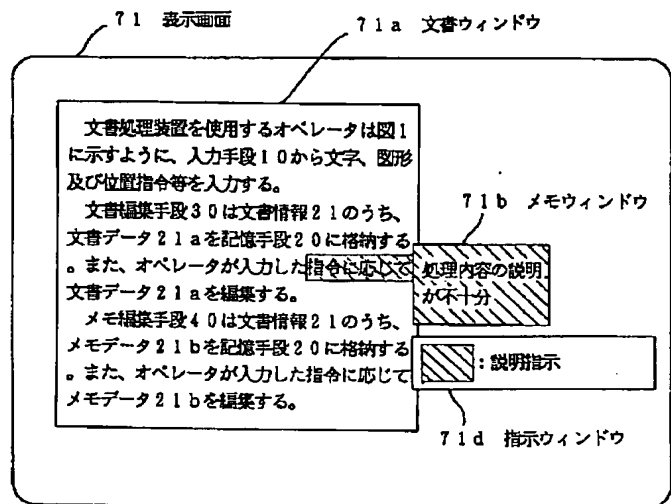 71 表示画面
71a 文書ウィンドウ
文書処理装置を使用するオペレータは図1
に示すように、入力手段10から文字、図形
及び位置指令等を入力する。
文書編集手段30は文書情報21のうち、
文書データ21aを記憶手段20に格納する
。また、オペレータが入力した指令に応じて
文書データ21aを編集する。
メモ編集手段40は文書情報21のうち、
メモデータ21bを記憶手段20に格納する
。また、オペレータが入力した指令に応じて
メモデータ21bを編集する。
71b メモウィンドウ
処理内容の説明
が不十分
:説明指示
71d 指示ウィンドウ